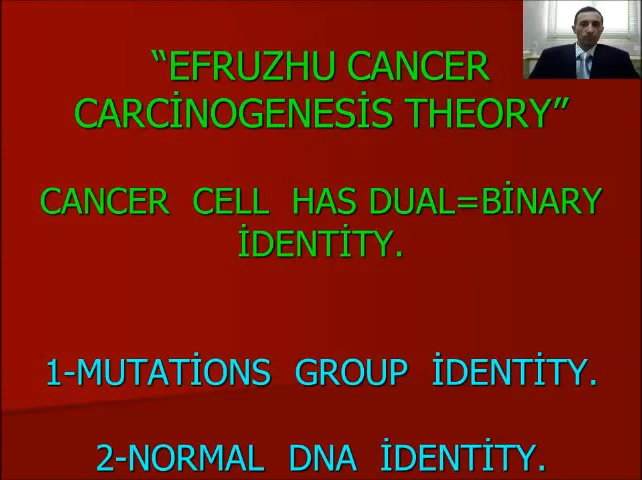 “EFRUZHU CANCER
CARCİNOGENESİS THEORY”
CANCER CELL HAS DUAL=BİNARY
İDENTİTY.
1-MUTATİONS GROUP İDENTİTY.
2-NORMAL DNA İDENTİTY.